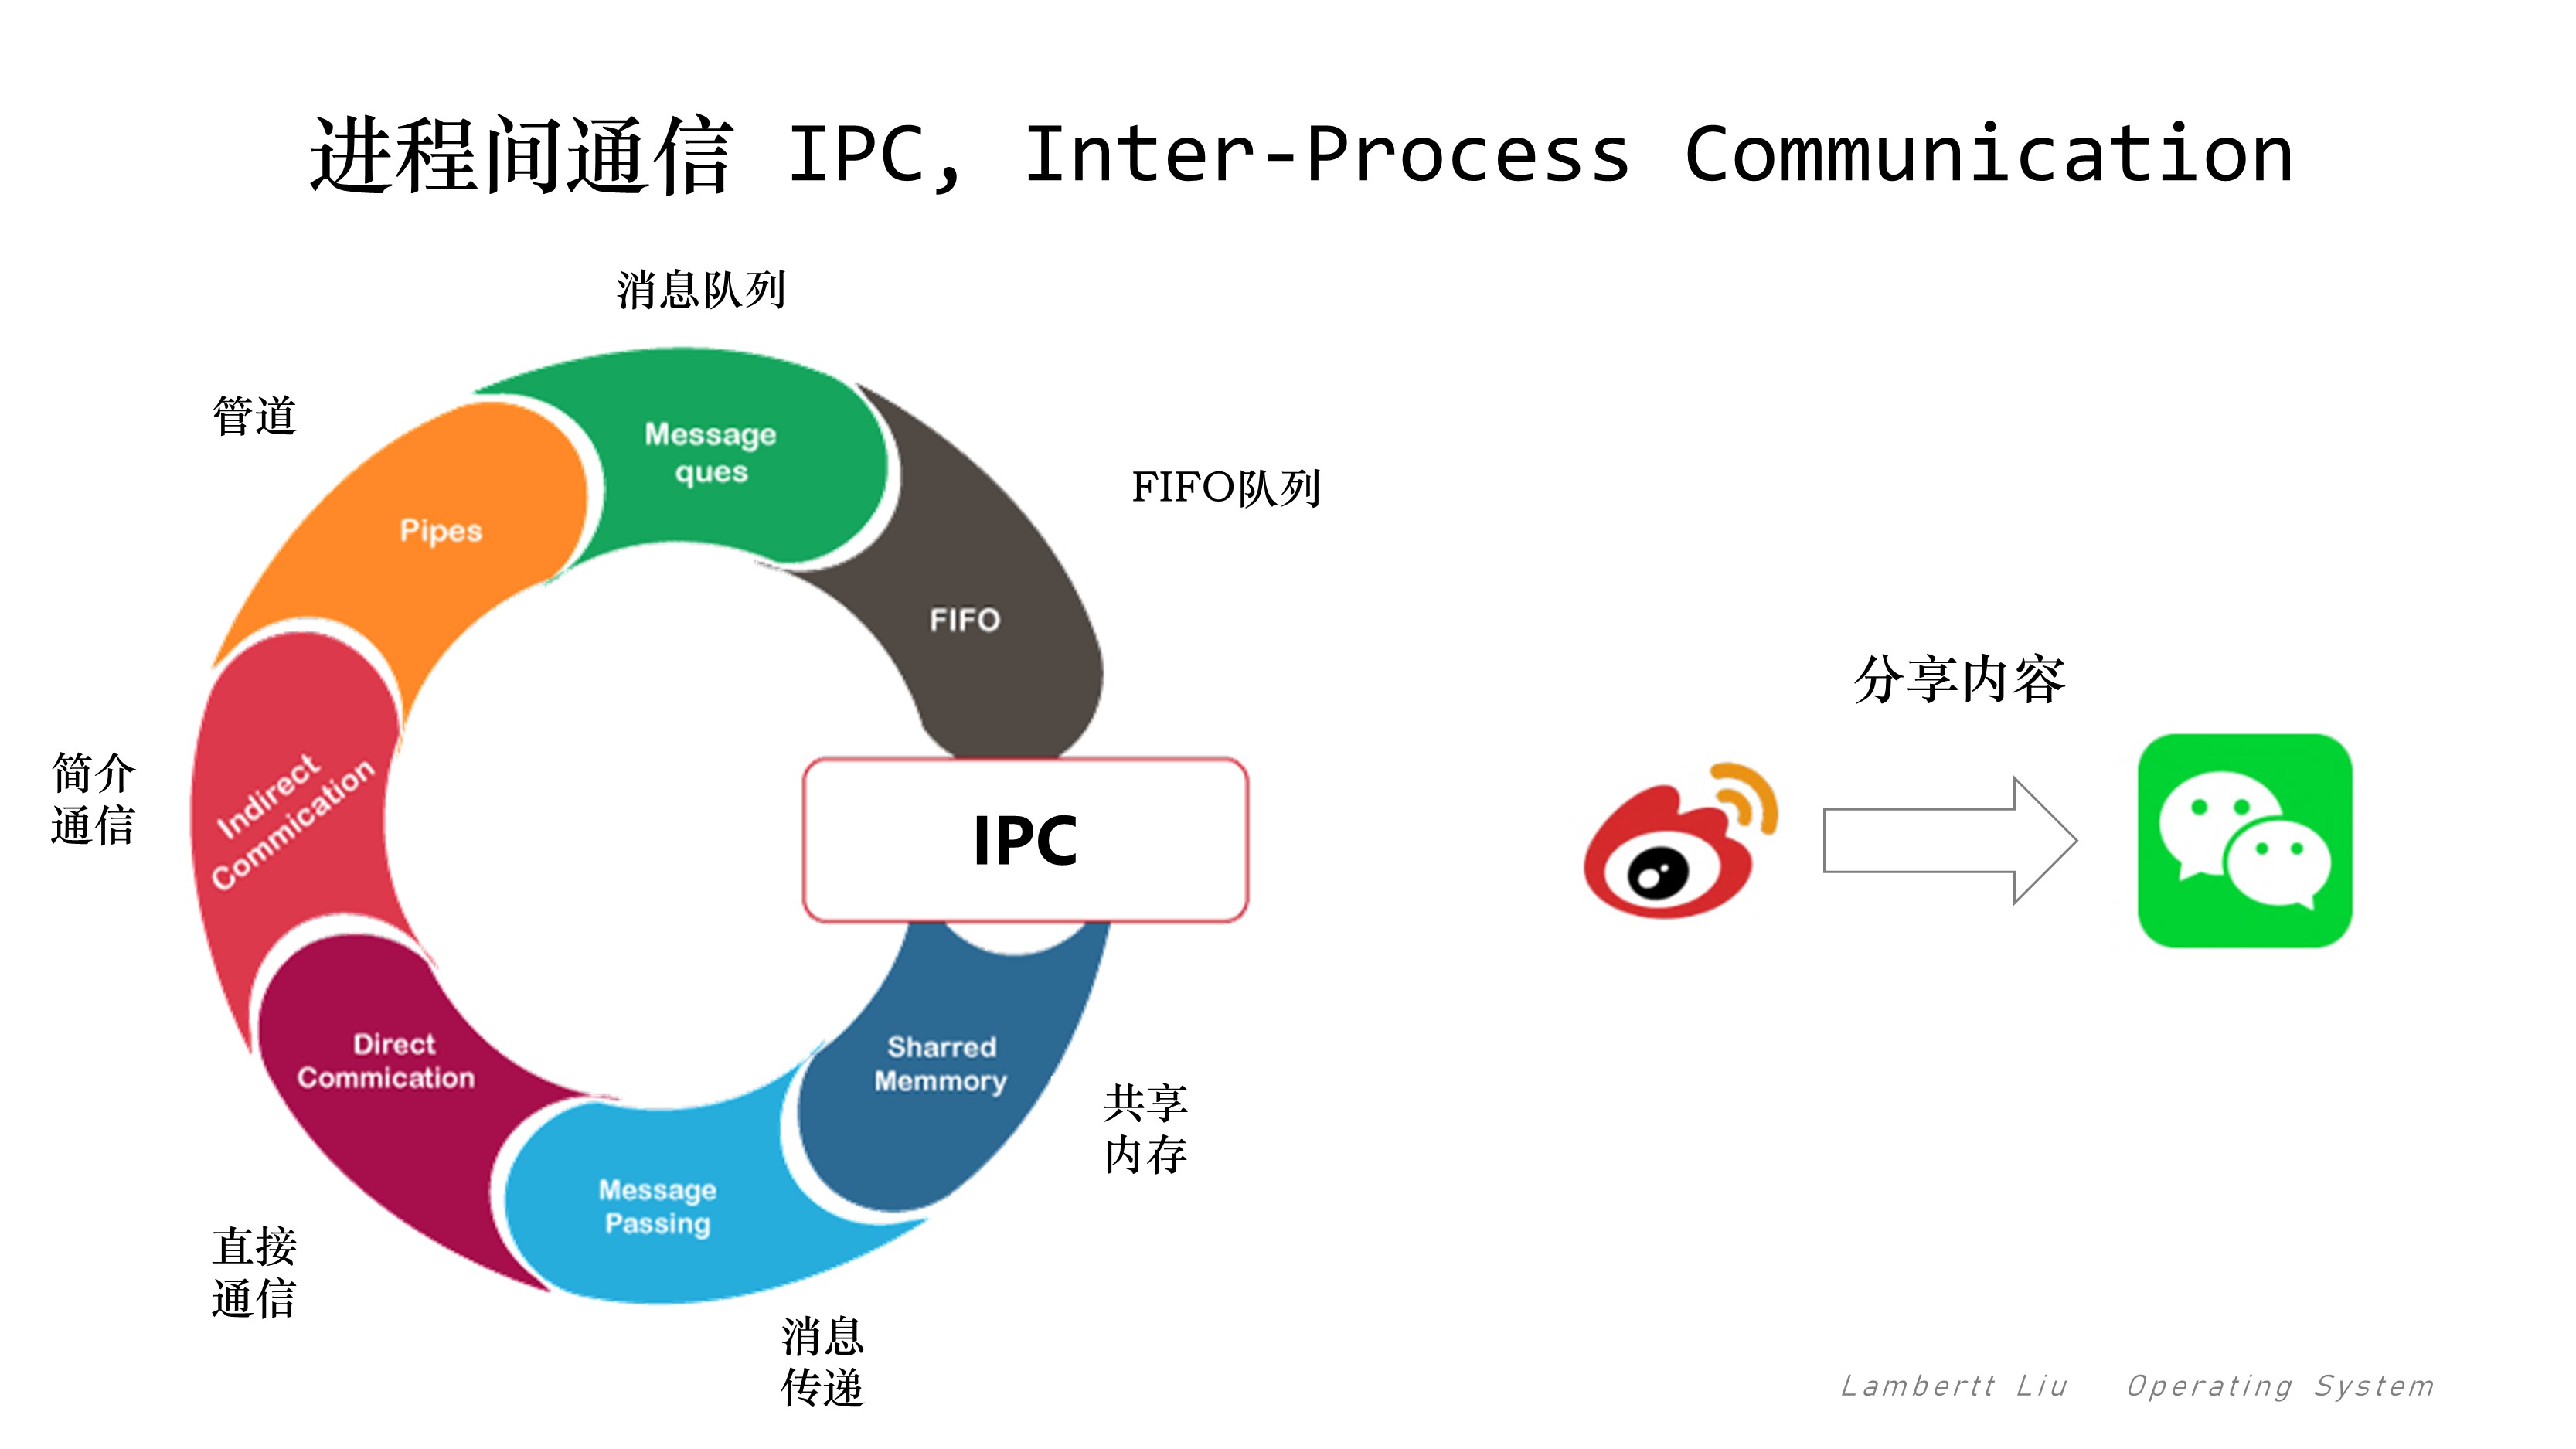 进程间通信 IPC, Inter-Process Communication
消息队列
管道
Message
ques
FIFO队列
Pipes
FIFO
分享内容
简介
通信
Indirect
Commication
IPC
Direct
Commication
Sharred
Memmory
共享
内存
Message
Passing
直接
通信
消息
传递
Lambertt Liu Operating System